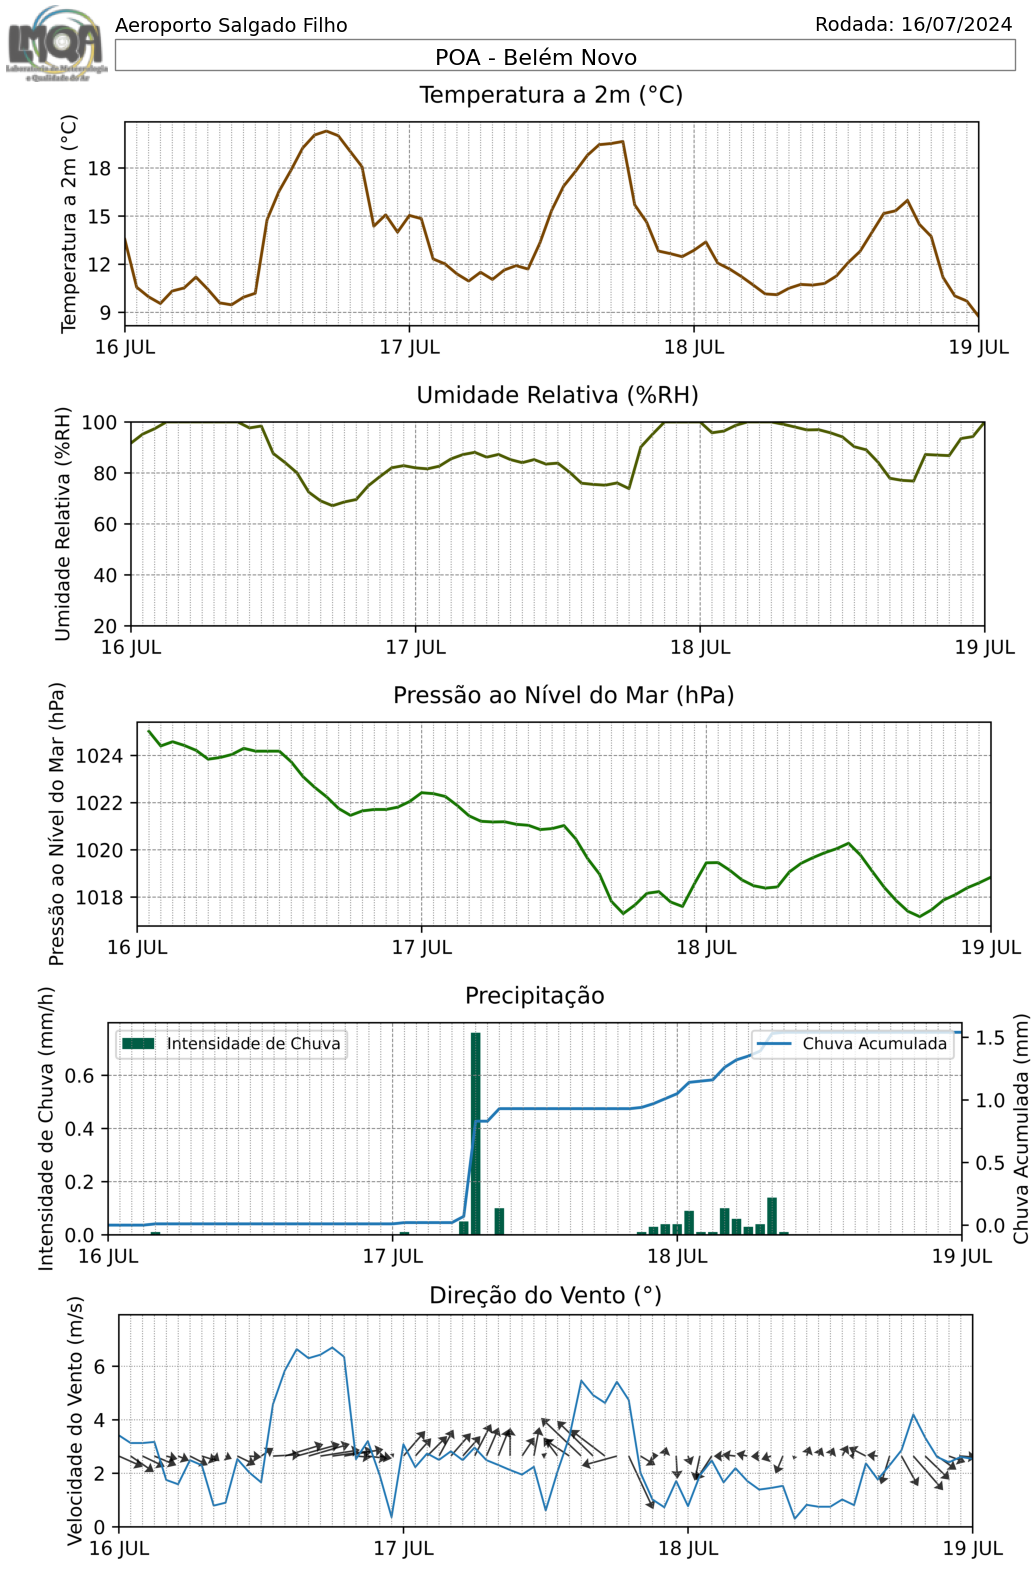 LMQA
Laboratório de Meteorologia
e Qualidade do Ar
Aeroporto Salgado Filho
Rodada: 16/07/2024
POA - Belém Novo
Temperatura a 2m (°C)
Temperatura a 2m (°C)
18
15
12
9
16 JUL 17 JUL 18 JUL 19 JUL
Umidade Relativa (%RH)
Umidade Relativa (%RH)
100
80
60
40
20
16 JUL 17 JUL 18 JUL 19 JUL
Pressão ao Nível do Mar (hPa)
Pressão ao Nível do Mar (hPa)
1024
1022
1020
1018
16 JUL 17 JUL 18 JUL 19 JUL
Precipitação
Intensidade de Chuva (mm/h)
Intensidade de Chuva
Chuva Acumulada
0.6
0.4
0.2
0.0
1.5
1.0
0.5
0.0
Chuva Acumulada (mm)
16 JUL 17 JUL 18 JUL 19 JUL
Direção do Vento (°)
Velocidade do Vento (m/s)
6
4
2
0
16 JUL 17 JUL 18 JUL 19 JUL